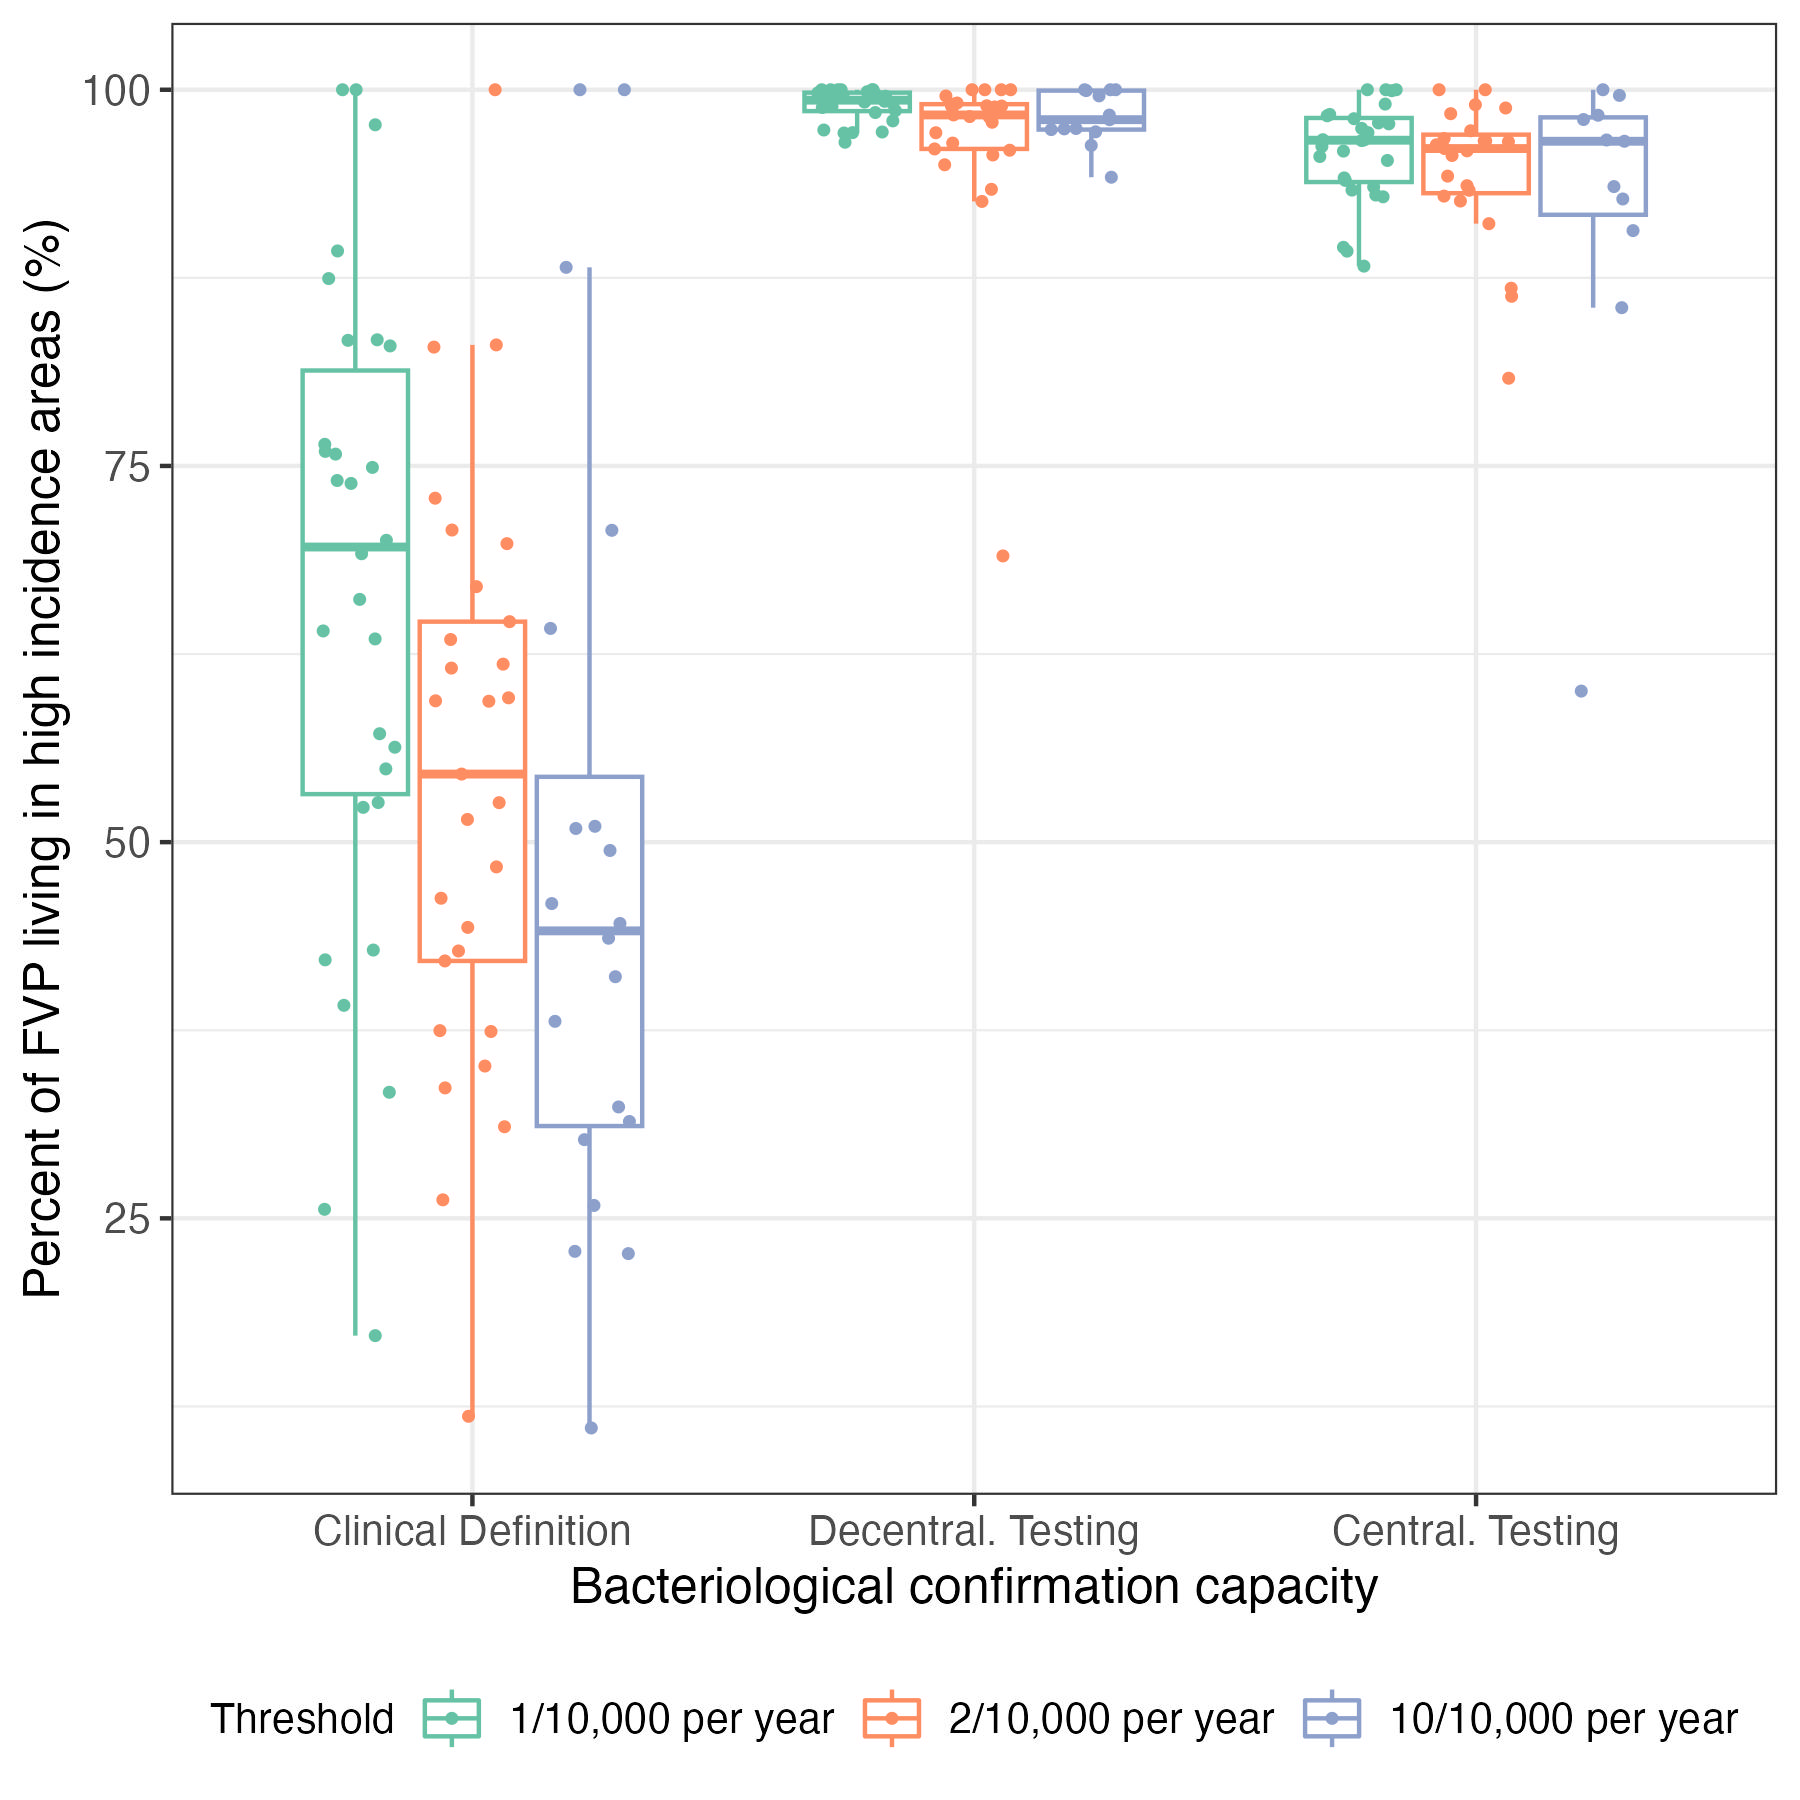 Percent of FVP living in high incidence areas (%)
100
75
50
25
Clinical Definition
Decentral. Testing
Central. Testing
Bacteriological confirmation capacity
Threshold
1/10,000 per year
2/10,000 per year
10/10,000 per year